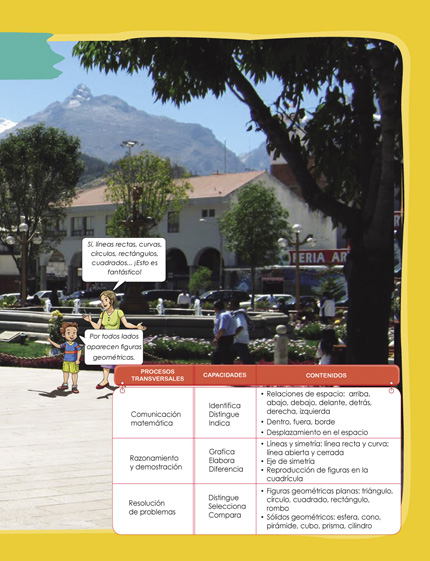 Sí, líneas rectas, curvas,
círculos, rectángulos,
cuadrados... ¡Esto es
fantástico!
Por todos lados
aparecen figuras
geométricas.
FERIA AR
PROCESOS
TRANSVERSALES
CAPACIDADES
CONTENIDOS
Comunicación
matemática
Identifica
Distingue
Indica
• Relaciones de espacio: arriba,
abajo, debajo, delante, detrás,
derecha, izquierda
• Dentro, fuera, borde
• Desplazamiento en el espacio
Razonamiento
y demostración
Grafica
Elabora
Diferencia
• Líneas y simetría: línea recta y curva;
línea abierta y cerrada
• Eje de simetría
• Reproducción de figuras en la
cuadrícula
Resolución
de problemas
Distingue
Selecciona
Compara
• Figuras geométricas planas: triángulo,
círculo, cuadrado, rectángulo,
rombo
• Sólidos geométricos: esfera, cono,
pirámide, cubo, prisma, cilindro